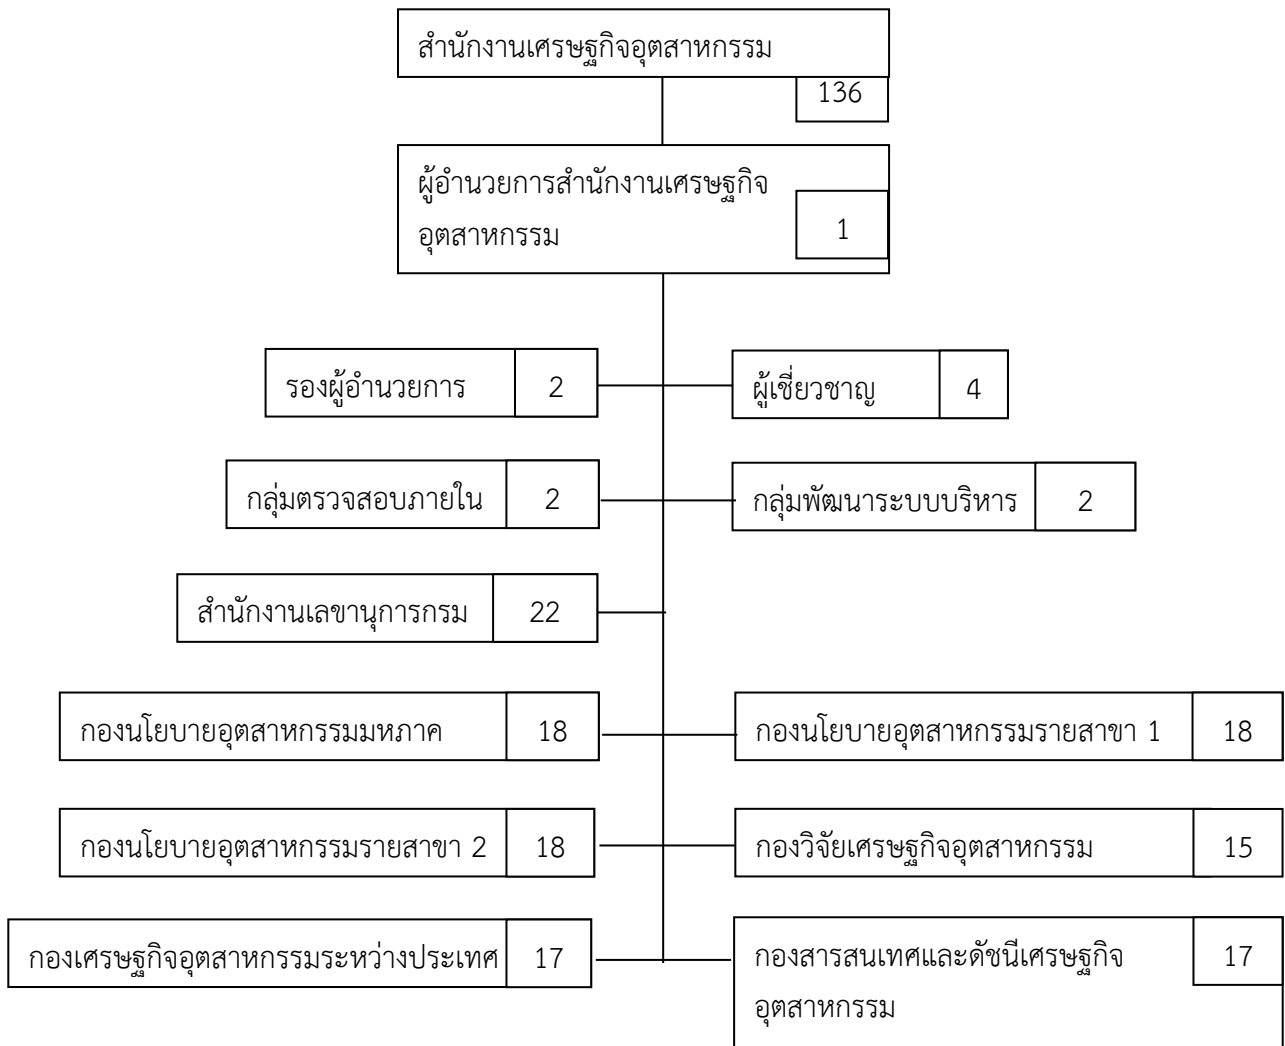 สำนักงานเศรษฐกิจอุตสาหกรรม
136
ผู้อำนวยการสำนักงานเศรษฐกิจ
อุตสาหกรรม
1
รองผู้อำนวยการ 2
ผู้เชี่ยวชาญ 4
กลุ่มตรวจสอบภายใน 2
กลุ่มพัฒนาระบบบริหาร 2
สำนักงานเลขานุการกรม 22
กองนโยบายอุตสาหกรรมมหภาค 18
กองนโยบายอุตสาหกรรมรายสาขา 1 18
กองนโยบายอุตสาหกรรมรายสาขา 2 18
กองวิจัยเศรษฐกิจอุตสาหกรรม 15
กองเศรษฐกิจอุตสาหกรรมระหว่างประเทศ 17
กองสารสนเทศและดัชนีเศรษฐกิจ 17
อุตสาหกรรม